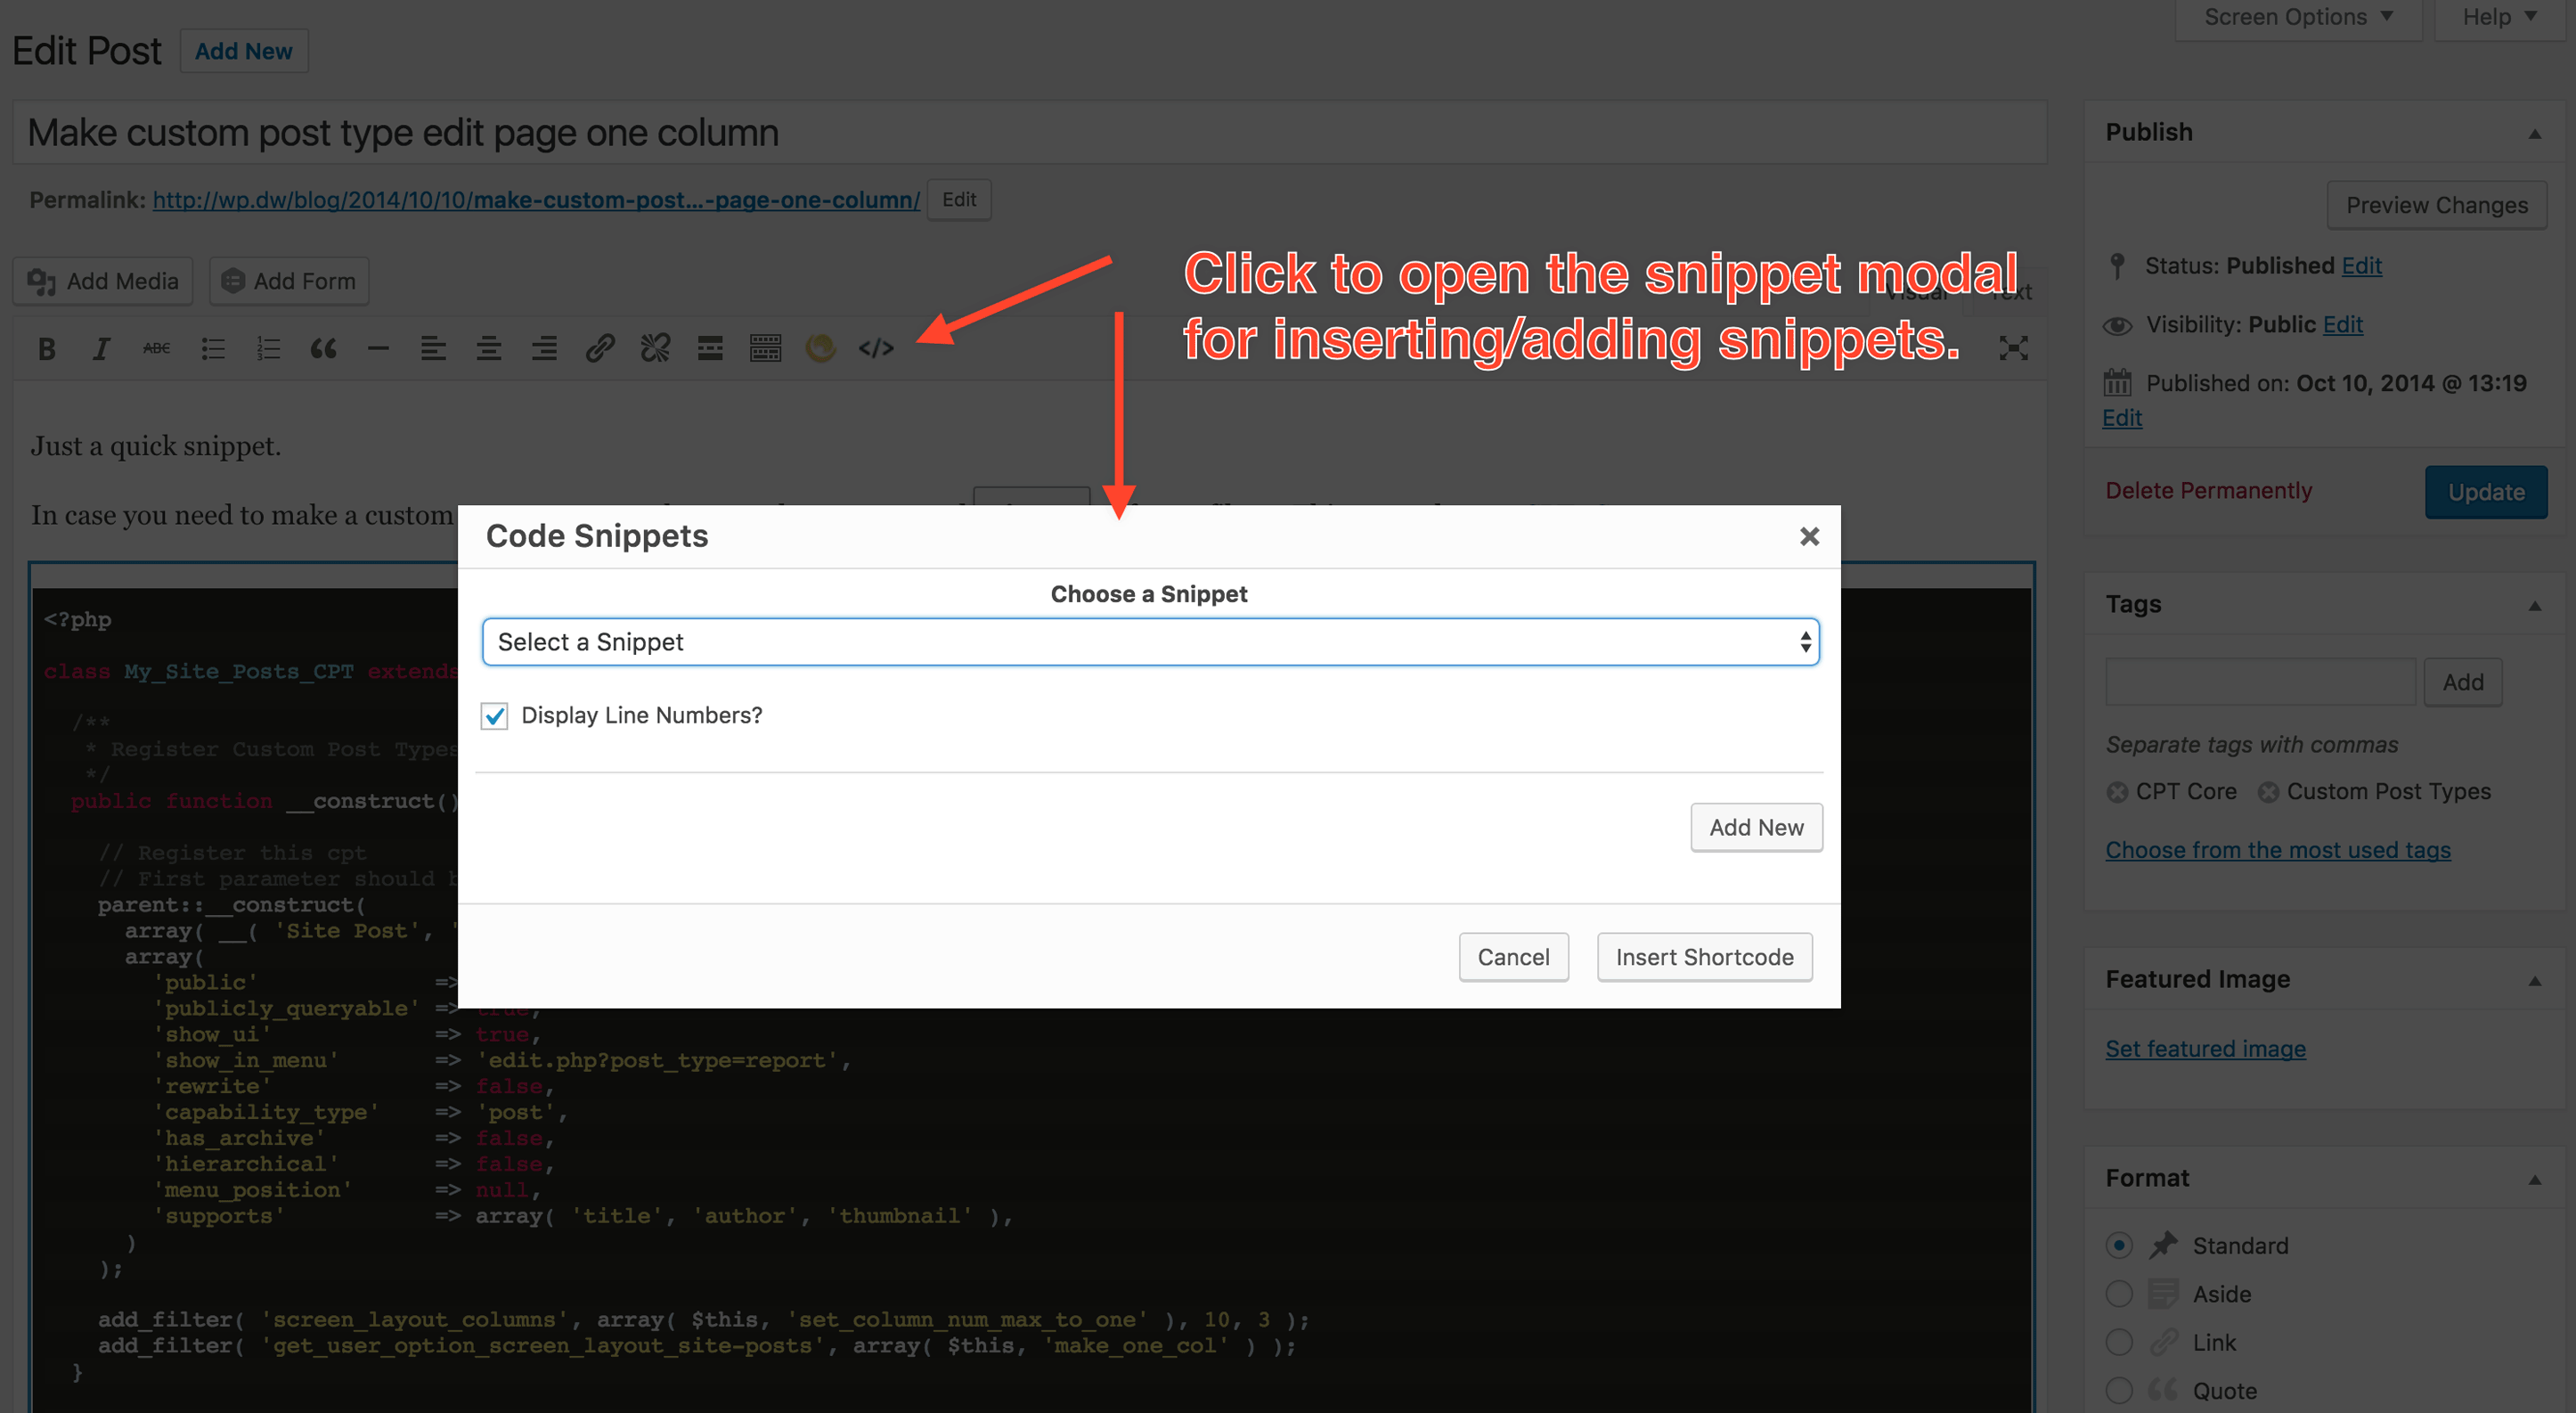 Screen Options
Help
Edit Post
Add New
Make custom post type edit page one column
Permalink: http://wp.dw/blog/2014/10/10/make-custom-post...-page-one-column/
Edit
Add Media
Add Form
Visual
Text
Click to open the snippet modal
for inserting/adding snippets.
B I ABC
Just a quick snippet.
In case you need to make a custom
Code Snippets
Choose a Snippet
Select a Snippet
Display Line Numbers?
Add New
Cancel
Insert Shortcode
<?php
class My_Site_Posts_CPT extends
/**
* Register Custom Post Types
*/
public function __construct()
// Register this cpt
// First parameter should
parent::__construct(
array( __( 'Site Post', '
array(
'public' =>
'publicly_queryable' => true,
'show_ui' => true,
'show_in_menu' => 'edit.php?post_type=report',
'rewrite' => false,
'capability_type' => 'post',
'has_archive' => false,
'hierarchical' => false,
'menu_position' => null,
'supports' => array( 'title', 'author', 'thumbnail' ),
)
);
add_filter( 'screen_layout_columns', array( $this, 'set_column_num_max_to_one' ), 10, 3 );
add_filter( 'get_user_option_screen_layout_site-posts', array( $this, 'make_one_col' ) );
}
Publish
Preview Changes
Status: Published Edit
Visibility: Public Edit
Published on: Oct 10, 2014 @ 13:19
Edit
Delete Permanently
Update
Tags
Add
Separate tags with commas
CPT Core
Custom Post Types
Choose from the most used tags
Featured Image
Set featured image
Format
Standard
Aside
Link
Quote